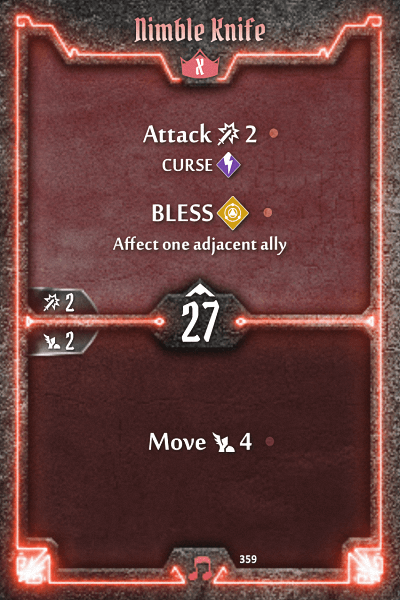 Nimble Knife
X
Attack 2
CURSE
BLESS
Affect one adjacent ally
2
27
2
Move 4
359